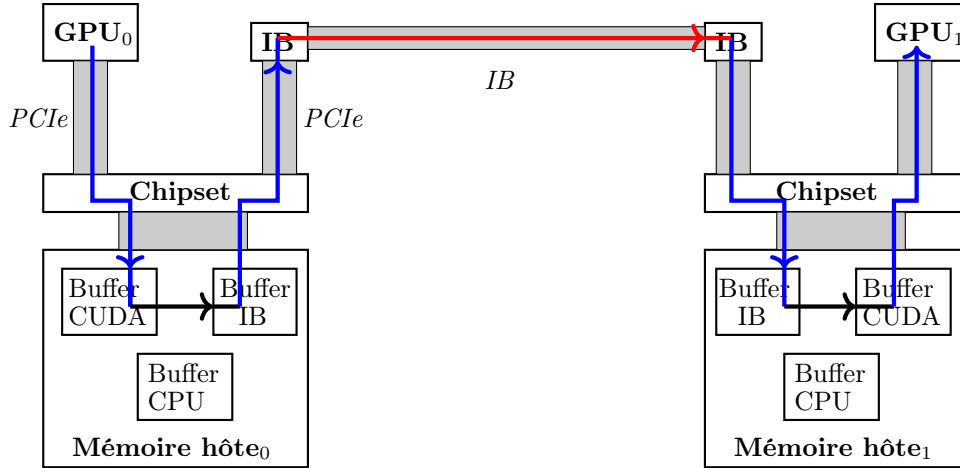 GPU0
IB
IB
GPU1
PCIe
PCIe
IB
Chipset
Chipset
Buffer
CUDA
Buffer
IB
Buffer
IB
Buffer
CUDA
Buffer
CPU
Buffer
CPU
Mémoire hôte0
Mémoire hôte1